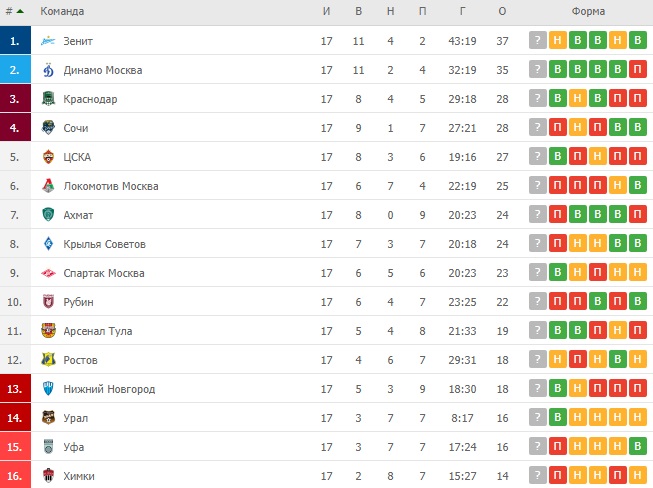 # Команда И В Н П Г О Форма
1. Зенит 17 11 4 2 43:19 37 ? Н В В Н В
2. Динамо Москва 17 11 2 4 32:19 35 ? В В В В П
3. Краснодар 17 8 4 5 29:18 28 ? В Н В П Н
4. Сочи 17 9 1 7 27:21 28 ? П Н П В В
5. ЦСКА 17 8 3 6 19:16 27 ? В П Н П П
6. Локомотив Москва 17 6 7 4 22:19 25 ? П П П Н В
7. Ахмат 17 8 0 9 20:23 24 ? П В В В П
8. Крылья Советов 17 7 3 7 20:18 24 ? П Н Н В В
9. Спартак Москва 17 6 5 6 20:23 23 ? В Н П Н Н
10. Рубин 17 6 4 7 23:25 22 ? П П В П В
11. Арсенал Тула 17 5 4 8 21:33 19 ? В В П Н П
12. Ростов 17 4 6 7 29:31 18 ? Н П Н В Н
13. Нижний Новгород 17 5 3 9 18:30 18 ? В Н П П П
14. Урал 17 3 7 7 8:17 16 ? В Н Н Н Н
15. Уфа 17 3 7 7 17:24 16 ? П Н Н Н В
16. Химки 17 2 8 7 15:27 14 ? П Н Н П Н